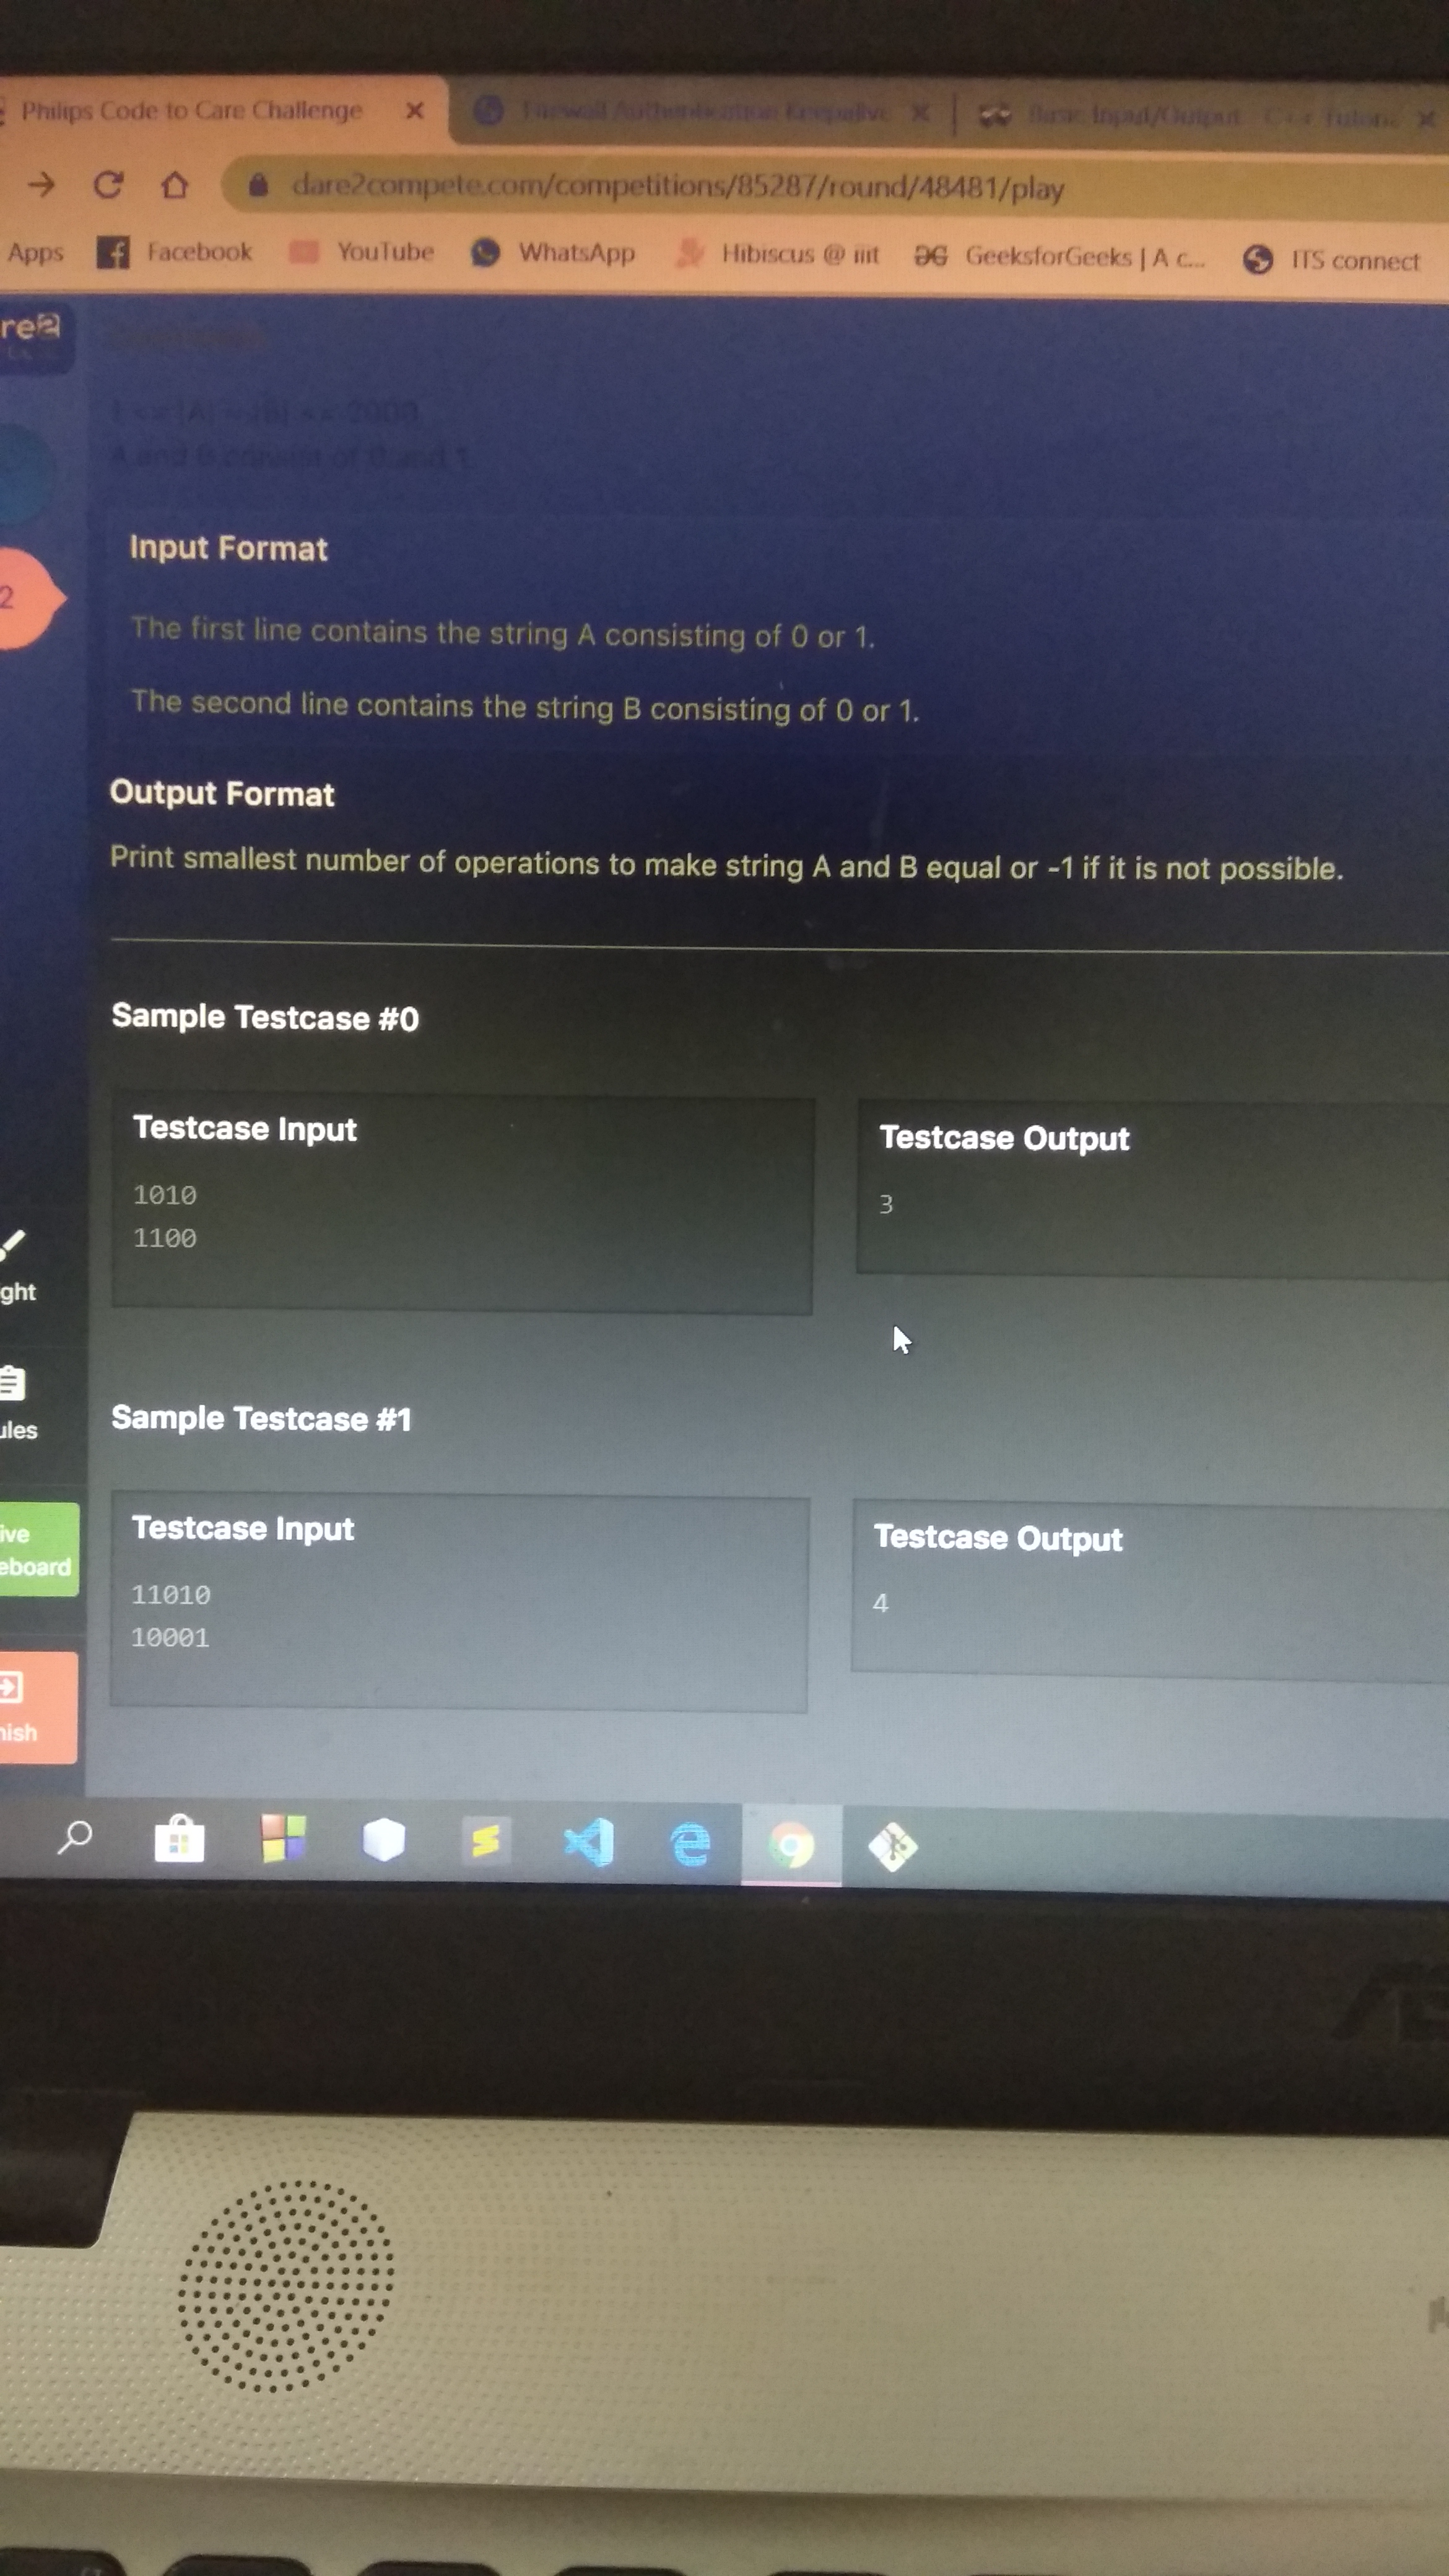 Philips Code to Care Challenge
Firewall Authentication Keepalive
Basic Input/Output
dare2compete.com/competitions/85287/round/48481/play
Apps Facebook YouTube WhatsApp Hibiscus @ iiit GeeksforGeeks | A c... ITS connect
re2
A and B consist of 0 and 1
2
Input Format
The first line contains the string A consisting of 0 or 1.
The second line contains the string B consisting of 0 or 1.
Output Format
Print smallest number of operations to make string A and B equal or -1 if it is not possible.
Sample Testcase #0
Testcase Input
Testcase Output
1010
3
1100
ght
Sample Testcase #1
ules
Testcase Input
Testcase Output
ive
eboard
11010
4
10001
nish